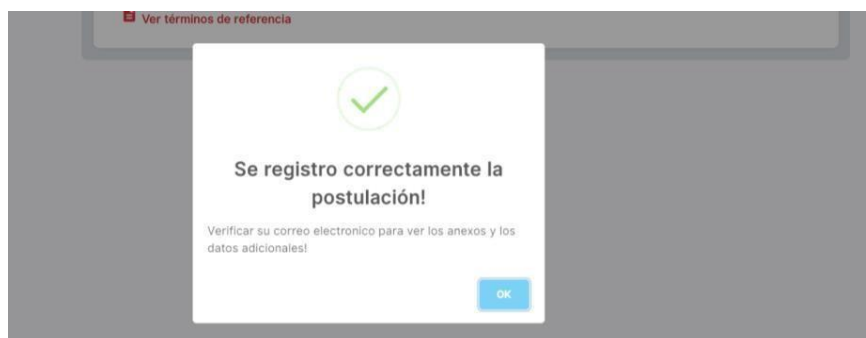 Ver términos de referencia
Se registro correctamente la
postulación!
Verificar su correo electronico para ver los anexos y los
datos adicionales!
OK